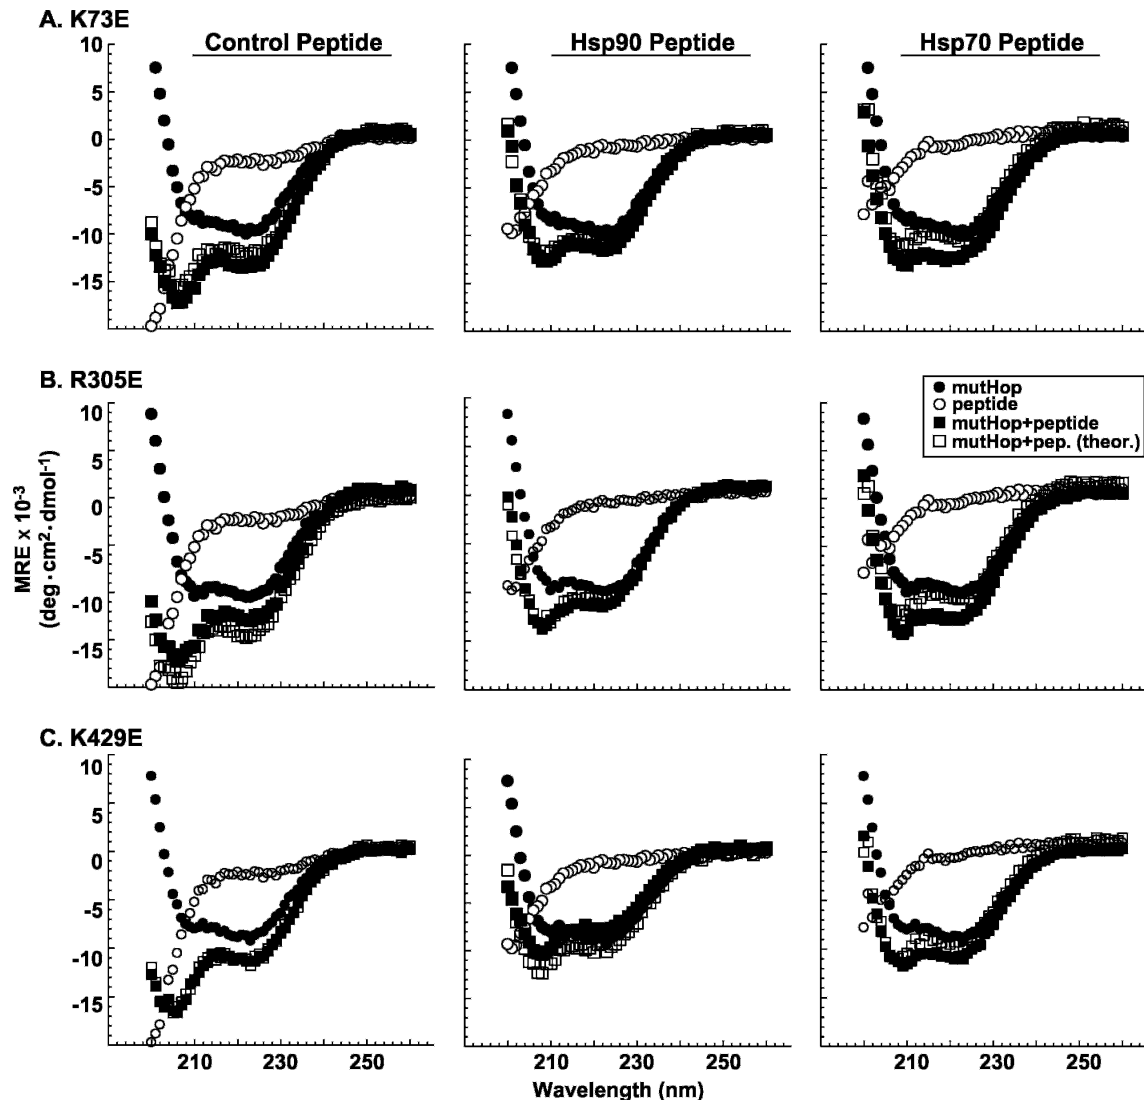 A. K73E
Control Peptide
Hsp90 Peptide
Hsp70 Peptide
10
5
0
-5
-10
-15
B. R305E
mutHop
peptide
mutHop+peptide
mutHop+pep. (theor.)
10
5
0
-5
-10
-15
MRE x 10⁻³
(deg · cm². dmol⁻¹)
C. K429E
10
5
0
-5
-10
-15
210 230 250
210 230 250
210 230 250
Wavelength (nm)